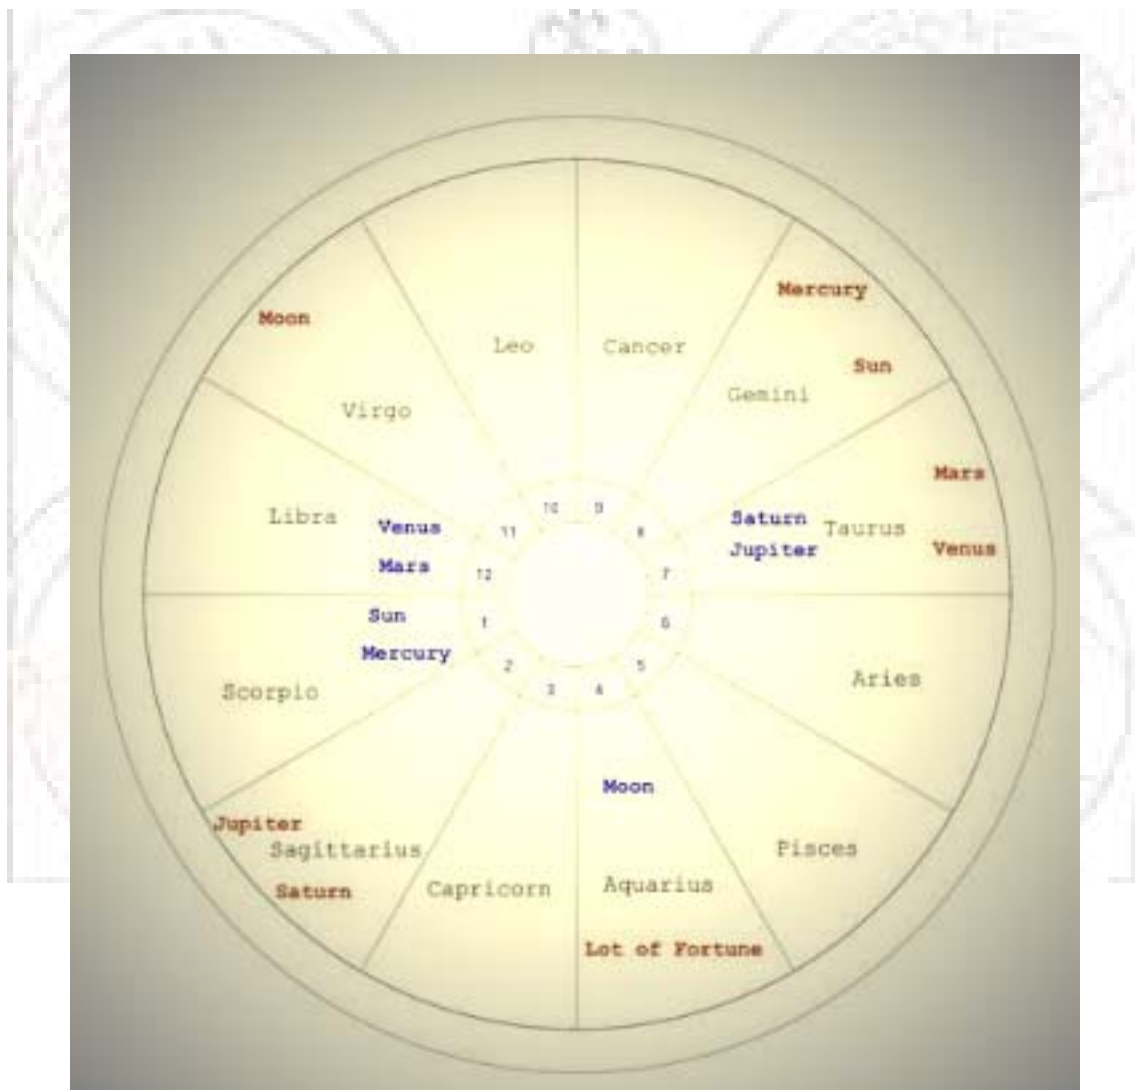 Mercury
Moon
Leo
Cancer
Sun
Gemini
Virgo
Mars
10
9
Libra
Venus
11
8
Saturn
Taurus
Jupiter
Venus
Mars
12
7
Sun
1
6
Mercury
2
5
Aries
Scorpio
3
4
Moon
Jupiter
Sagittarius
Pisces
Saturn
Capricorn
Aquarius
Lot of Fortune